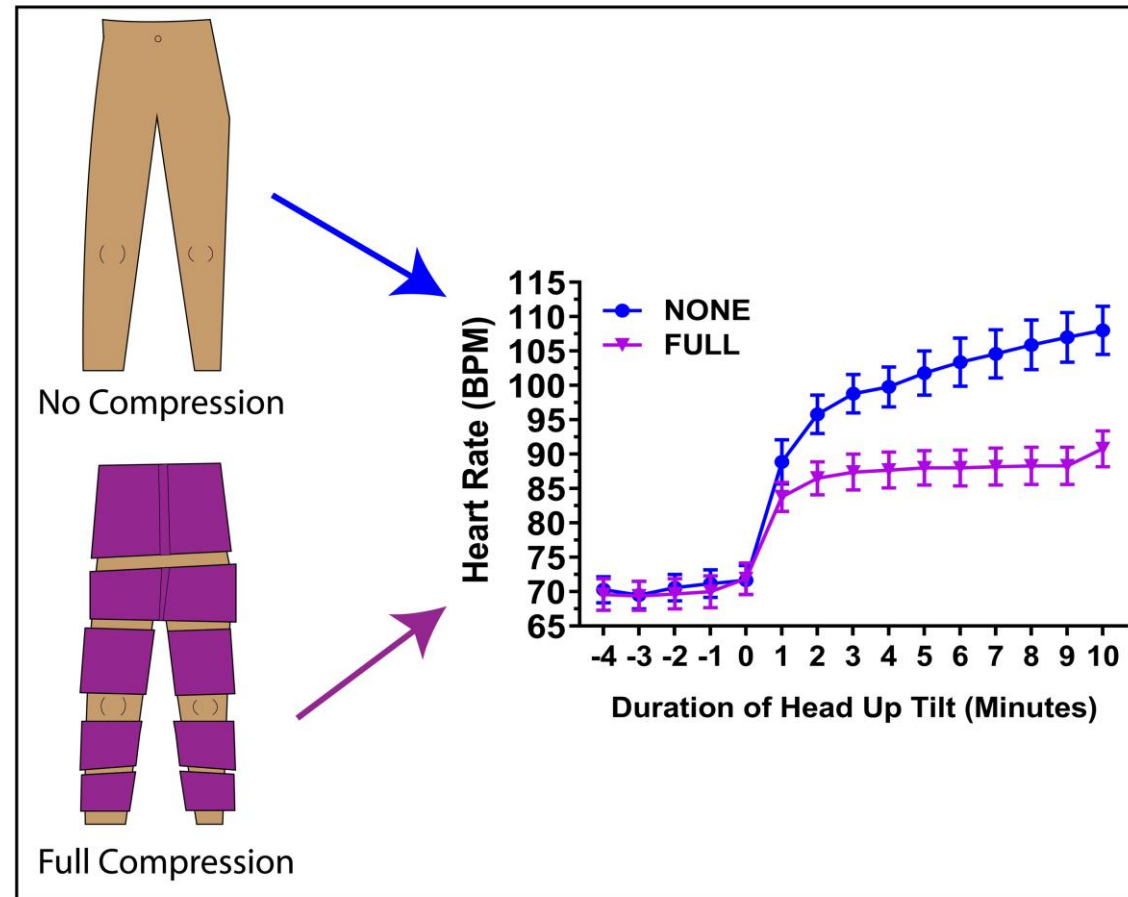 No Compression
Full Compression
Heart Rate (BPM)
115
110
105
100
95
90
85
80
75
70
65
NONE
FULL
-4 -3 -2 -1 0 1 2 3 4 5 6 7 8 9 10
Duration of Head Up Tilt (Minutes)